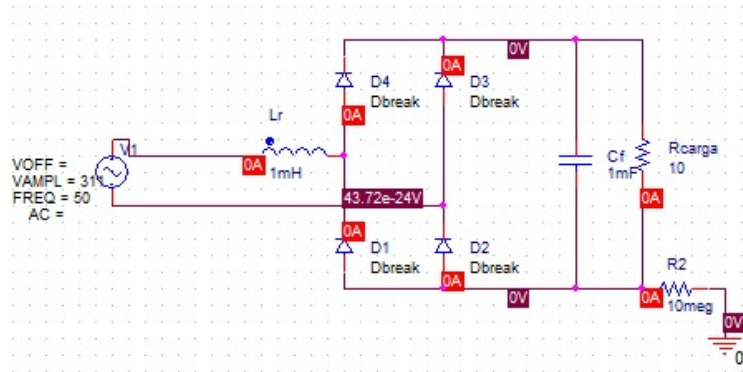 0V
0A
D4
Dbreak
D3
Dbreak
0A
Lr
V1
0A
1mH
VOFF =
VAMPL = 311
FREQ = 50
AC =
Cf
1mF
Rcarga
10
43.72e-24V
0A
0A
D1
Dbreak
D2
Dbreak
0A
0V
R2
0A
10meg
0V
0